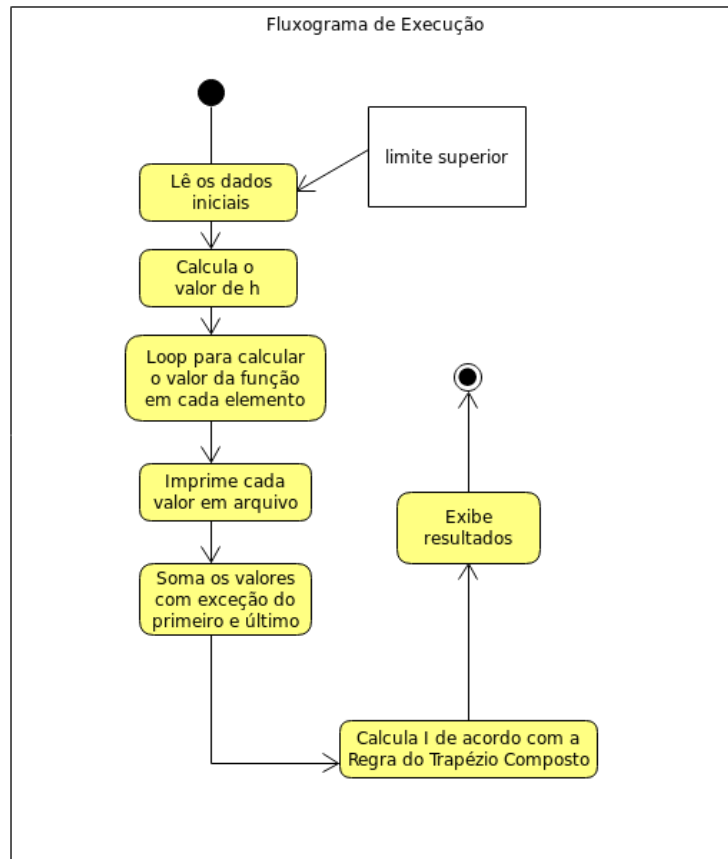 Fluxograma de Execução
limite superior
Lê os dados
iniciais
Calcula o
valor de h
Loop para calcular
o valor da função
em cada elemento
Imprime cada
valor em arquivo
Soma os valores
com exceção do
primeiro e último
Calcula I de acordo com a
Regra do Trapézio Composto
Exibe
resultados